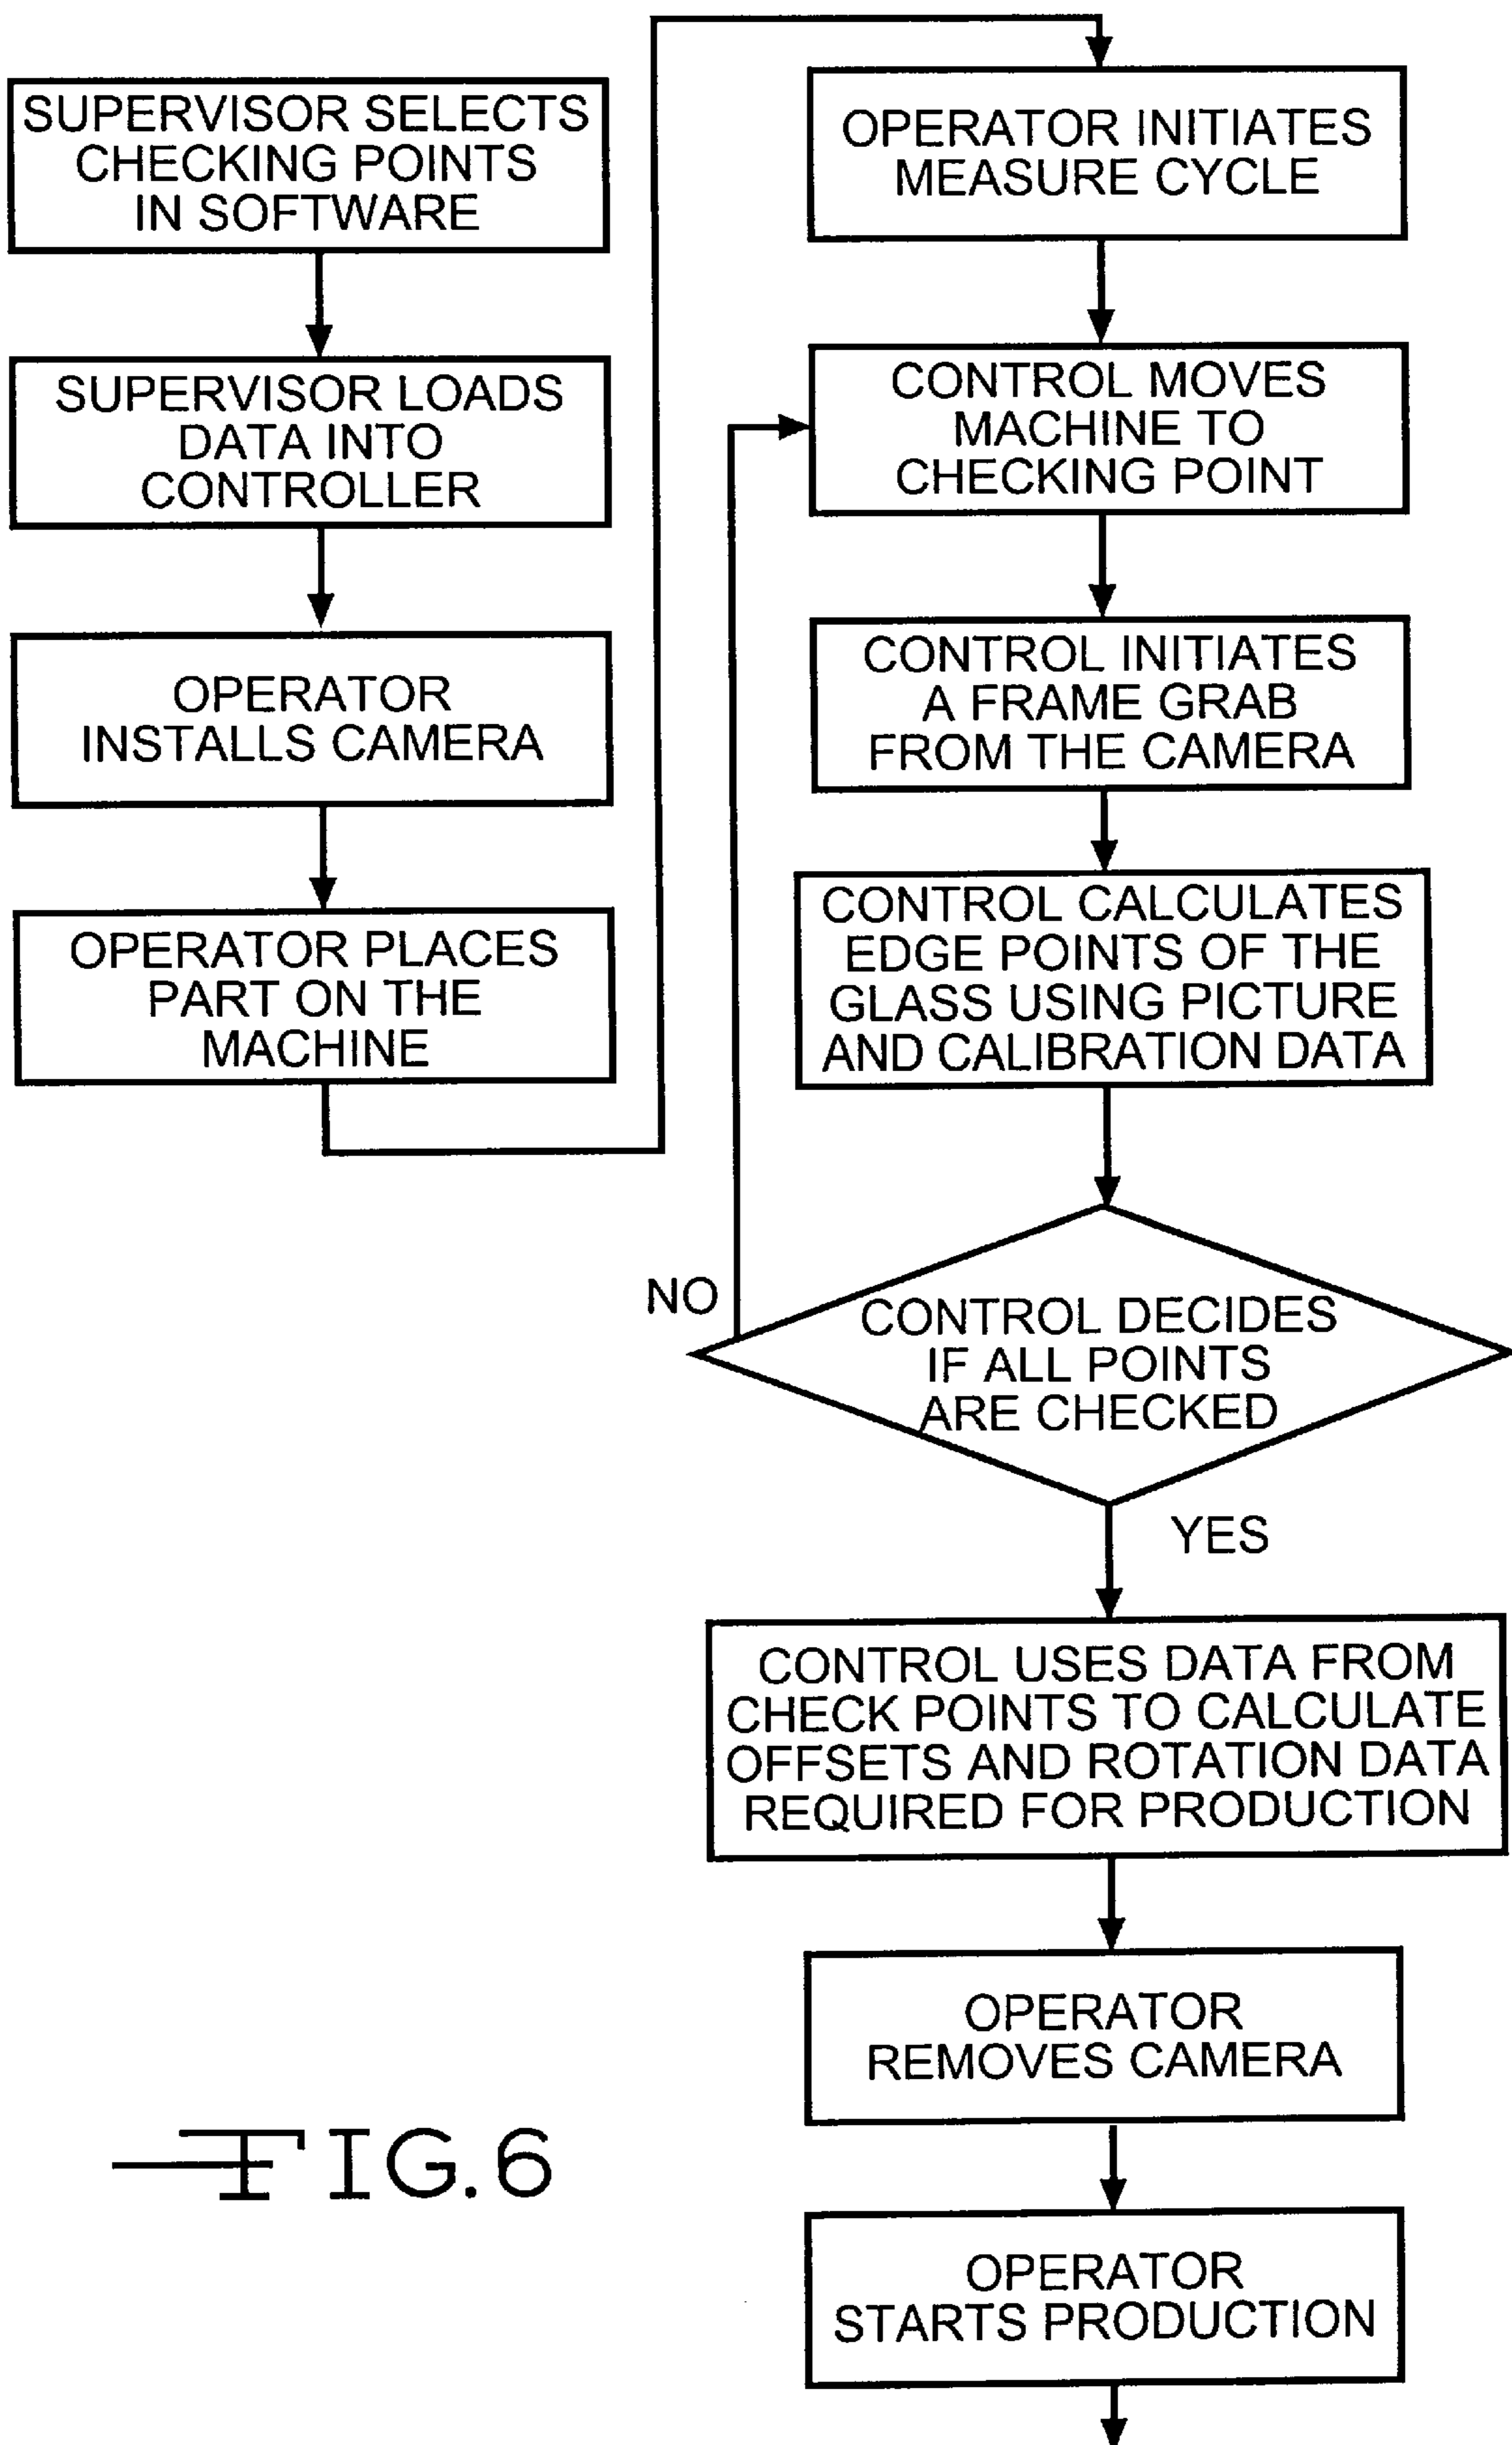 SUPERVISOR SELECTS
CHECKING POINTS
IN SOFTWARE
SUPERVISOR LOADS
DATA INTO
CONTROLLER
OPERATOR
INSTALLS CAMERA
OPERATOR PLACES
PART ON THE
MACHINE
OPERATOR INITIATES
MEASURE CYCLE
CONTROL MOVES
MACHINE TO
CHECKING POINT
CONTROL INITIATES
A FRAME GRAB
FROM THE CAMERA
CONTROL CALCULATES
EDGE POINTS OF THE
GLASS USING PICTURE
AND CALIBRATION DATA
NO
CONTROL DECIDES
IF ALL POINTS
ARE CHECKED
YES
CONTROL USES DATA FROM
CHECK POINTS TO CALCULATE
OFFSETS AND ROTATION DATA
REQUIRED FOR PRODUCTION
OPERATOR
REMOVES CAMERA
OPERATOR
STARTS PRODUCTION
FIG. 6